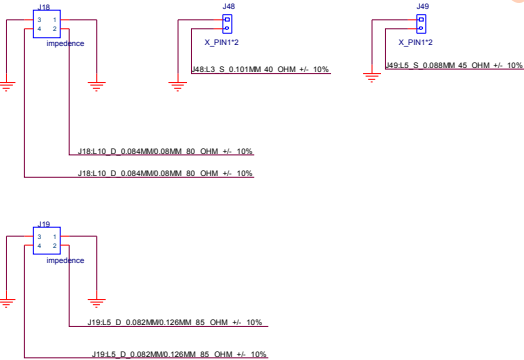 J18
3 1
4 2
impedence
J48
X_PIN1*2
J48:L3_S_0.101MM_40_OHM_+/-_10%
J49
X_PIN1*2
J49:L5_S_0.088MM_45_OHM_+/-_10%
J18:L10_D_0.084MM/0.08MM_80_OHM_+/-_10%
J18:L10_D_0.084MM/0.08MM_80_OHM_+/-_10%
J19
3 1
4 2
impedence
J19:L5_D_0.082MM/0.126MM_85_OHM_+/-_10%
J19:L5_D_0.082MM/0.126MM_85_OHM_+/-_10%